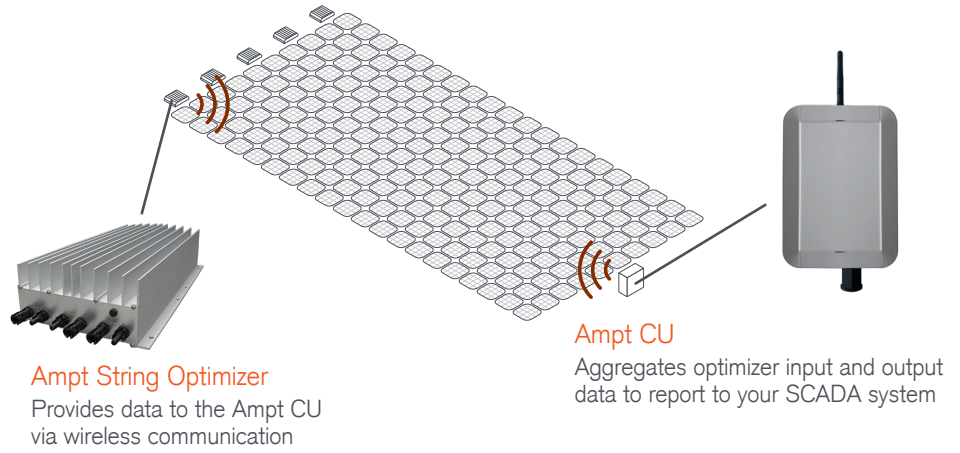 Ampt String Optimizer
Provides data to the Ampt CU
via wireless communication
Ampt CU
Aggregates optimizer input and output
data to report to your SCADA system